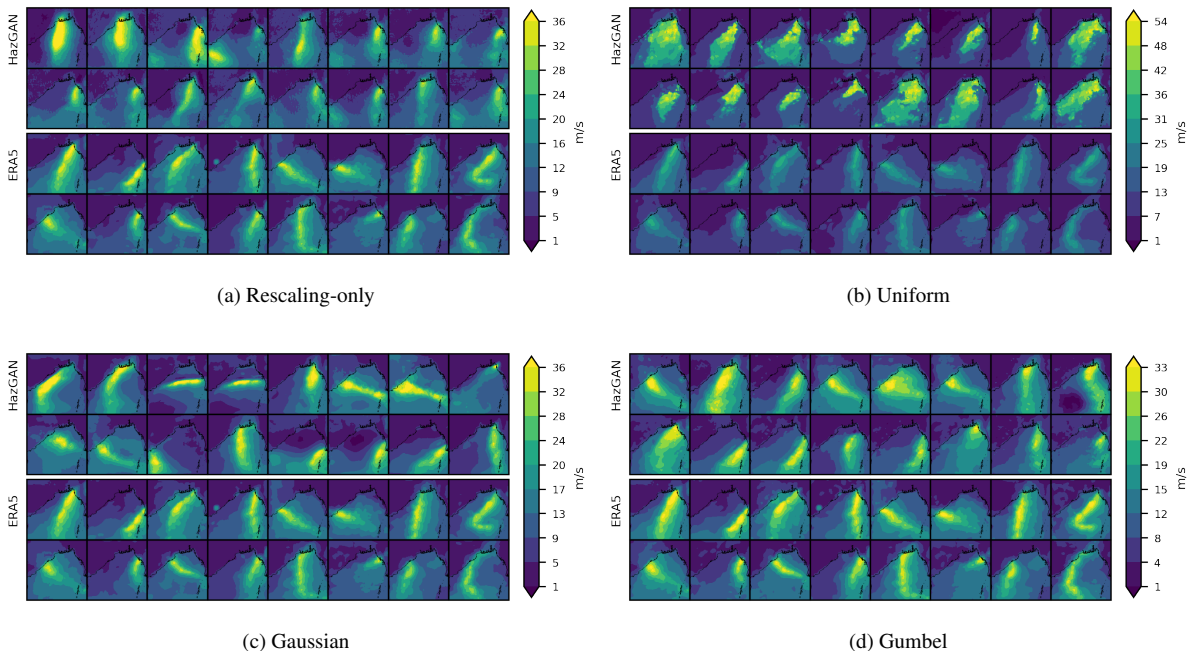 HazGAN
ERA5
36
32
28
24
20
16
12
9
5
1
m/s
(a) Rescaling-only
HazGAN
ERA5
54
48
42
36
31
25
19
13
7
1
m/s
(b) Uniform
HazGAN
ERA5
36
32
28
24
20
17
13
9
5
1
m/s
(c) Gaussian
HazGAN
ERA5
33
30
26
22
19
15
12
8
4
1
m/s
(d) Gumbel